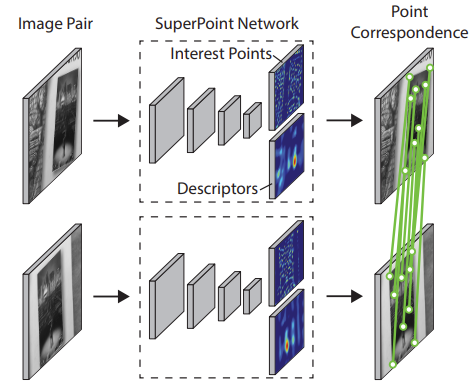 Image Pair
SuperPoint Network
Point
Correspondence
Interest Points
Descriptors